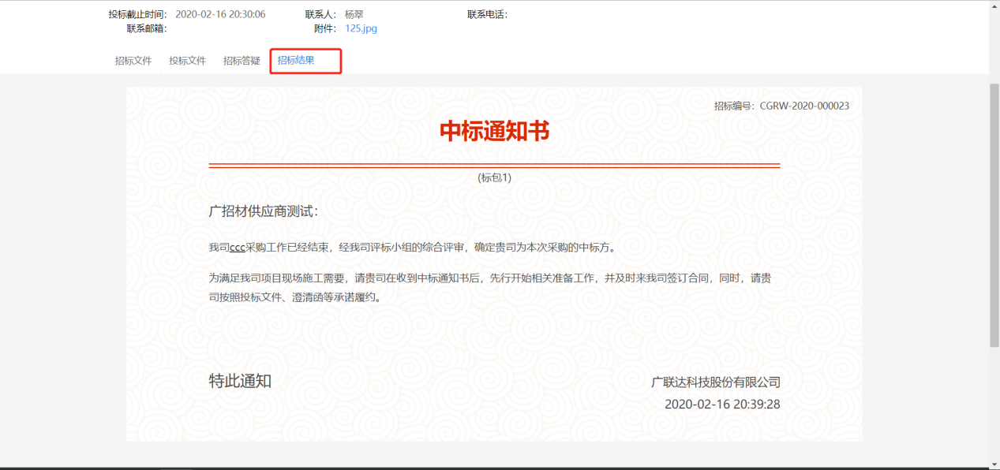 投标截止时间： 2020-02-16 20:30:06 联系人： 杨翠 联系电话：
联系邮箱： 附件： 125.jpg
招标文件 投标文件 招标答疑 招标结果
招标编号：CGRW-2020-000023
中标通知书
(标包1)
广招材供应商测试：
我司ccc采购工作已经结束，经我司评标小组的综合评审，确定贵司为本次采购的中标方。
为满足我司项目现场施工需要，请贵司在收到中标通知书后，先行开始相关准备工作，并及时来我司签订合同，同时，请贵
司按照投标文件、澄清函等承诺履约。
特此通知 广联达科技股份有限公司
2020-02-16 20:39:28